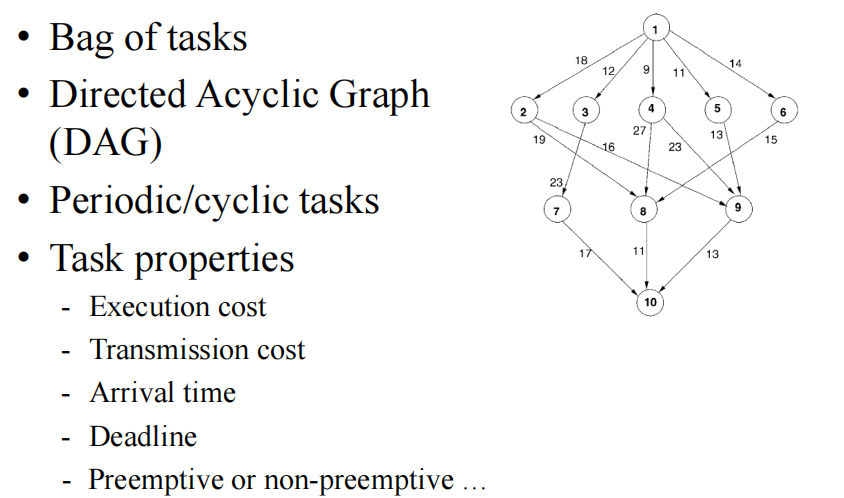 • Bag of tasks
• Directed Acyclic Graph
(DAG)
• Periodic/cyclic tasks
• Task properties
- Execution cost
- Transmission cost
- Arrival time
- Deadline
- Preemptive or non-preemptive …
1
18
12
9
11
14
2
3
4
5
6
19
16
27
23
13
15
23
7
8
9
17
11
13
10